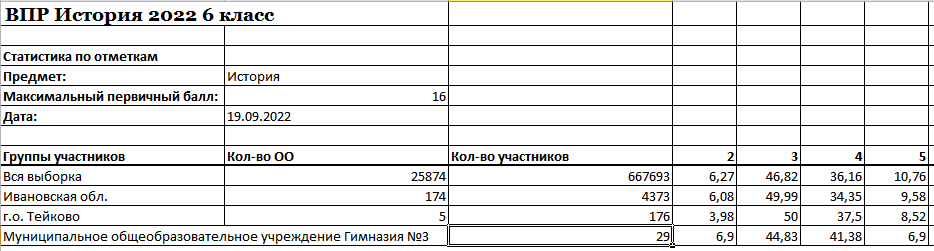 ВПР История 2022 6 класс
Статистика по отметкам
Предмет: История
Максимальный первичный балл: 16
Дата: 19.09.2022
Группы участников Кол-во ОО Кол-во участников 2 3 4 5
Вся выборка 25874 667693 6,27 46,82 36,16 10,76
Ивановская обл. 174 4373 6,08 49,99 34,35 9,58
г.о. Тейково 5 176 3,98 50 37,5 8,52
Муниципальное общеобразовательное учреждение Гимназия №3 29 6,9 44,83 41,38 6,9